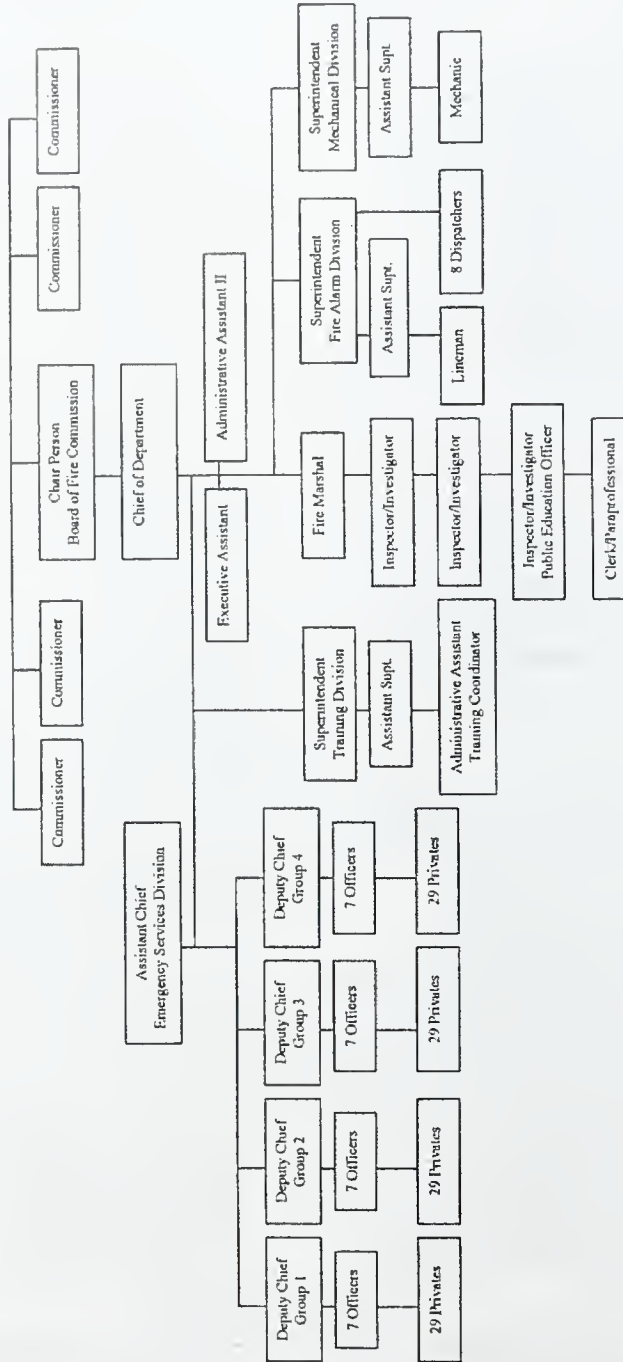 Commissioner
Commissioner
Chair Person
Board of Fire Commission
Commissioner
Commissioner
Chief of Department
Executive Assistant
Administrative Assistant II
Assistant Chief
Emergency Services Division
Deputy Chief
Group 1
7 Officers
29 Privates
Deputy Chief
Group 2
7 Officers
29 Privates
Deputy Chief
Group 3
7 Officers
29 Privates
Deputy Chief
Group 4
7 Officers
29 Privates
Superintendent
Training Division
Assistant Supt.
Administrative Assistant
Training Coordinator
Fire Marshal
Inspector/Investigator
Inspector/Investigator
Inspector/Investigator
Public Education Officer
Clerk/Paraprofessional
Superintendent
Fire Alarm Division
Assistant Supt.
Lineman
8 Dispatchers
Superintendent
Mechanical Division
Assistant Supt.
Mechanic